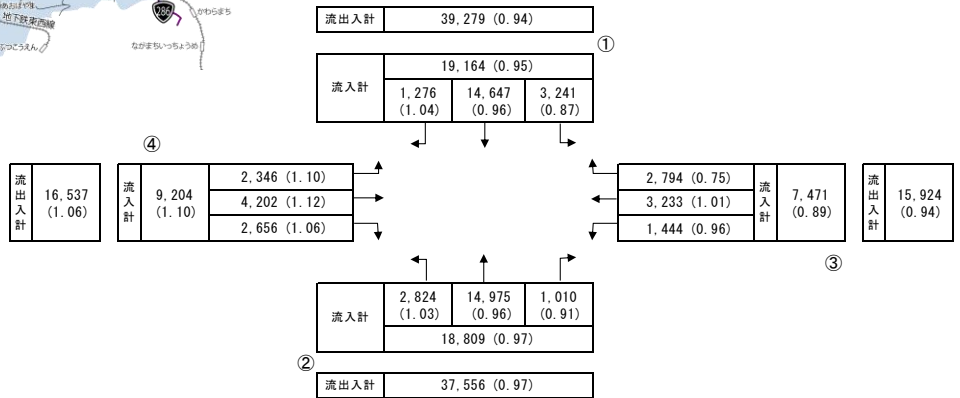 地下鉄東西線
286
かわらまち
ながまちいっちょうめ
流出入計 39,279 (0.94)
①
流入計 19,164 (0.95)
1,276 (1.04) 14,647 (0.96) 3,241 (0.87)
④
流出入計 16,537 (1.06)
流入計 9,204 (1.10)
2,346 (1.10)
4,202 (1.12)
2,656 (1.06)
2,794 (0.75)
3,233 (1.01)
1,444 (0.96)
流入計 7,471 (0.89)
流出入計 15,924 (0.94)
③
流入計
2,824 (1.03) 14,975 (0.96) 1,010 (0.91)
18,809 (0.97)
②
流出入計 37,556 (0.97)